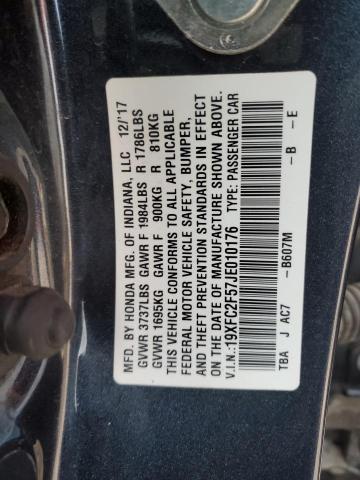 MFD. BY HONDA MFG. OF INDIANA, LLC 12/'17
GVWR 3737LBS GAWR F 1984LBS R 1786LBS
GVWR 1695KG GAWR F 900KG R 810KG
THIS VEHICLE CONFORMS TO ALL APPLICABLE
FEDERAL MOTOR VEHICLE SAFETY, BUMPER,
AND THEFT PREVENTION STANDARDS IN EFFECT
ON THE DATE OF MANUFACTURE SHOWN ABOVE.
V.I.N.:19XFC2F57JE010176 TYPE: PASSENGER CAR
-B607M -B -E
TBA J AC7